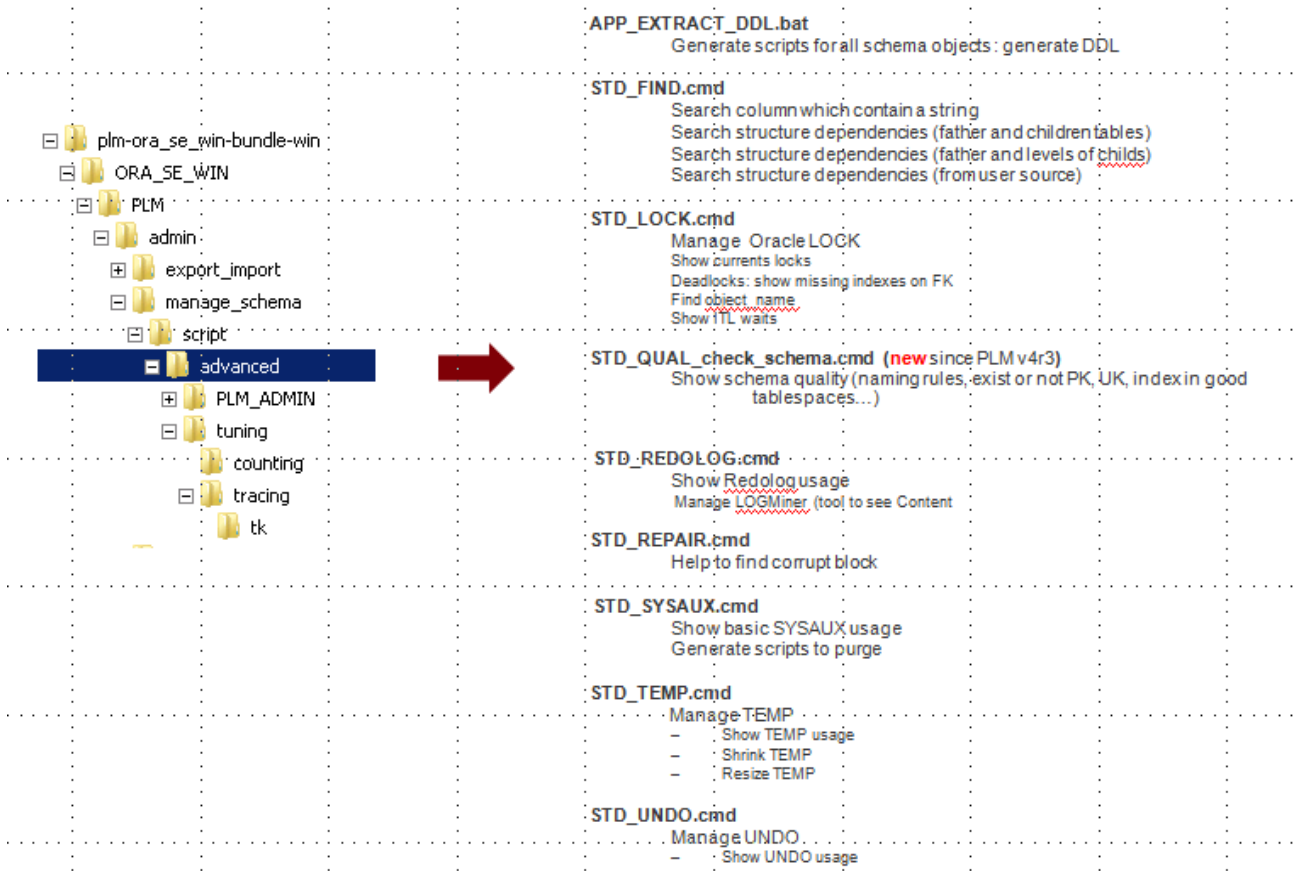 plm-ora_se_win-bundle-win
ORA_SE_WIN
PLM
admin
export_import
manage_schema
script
advanced
PLM_ADMIN
tuning
counting
tracing
tk
APP_EXTRACT_DDL.bat
Generate scripts for all schema objects : generate DDL
STD_FIND.cmd
Search column which contain a string
Search structure dependencies (father and children tables)
Search structure dependencies (father and levels of childs)
Search structure dependencies (from user source)
STD_LOCK.cmd
Manage Oracle LOCK
Show currents locks
Deadlocks: show missing indexes on FK
Find object_name
Show ITL waits
STD_QUAL_check_schema.cmd (new since PLM v4r3)
Show schema quality (naming rules, exist or not PK, UK, index in good
tablespaces...)
STD_REDOLOG.cmd
Show Redolog usage
Manage LOGMiner (tool to see Content
STD_REPAIR.cmd
Help to find corrupt block
STD_SYSAUX.cmd
Show basic SYSAUX usage
Generate scripts to purge
STD_TEMP.cmd
Manage TEMP
– Show TEMP usage
– Shrink TEMP
– Resize TEMP
STD_UNDO.cmd
Manage UNDO
– Show UNDO usage